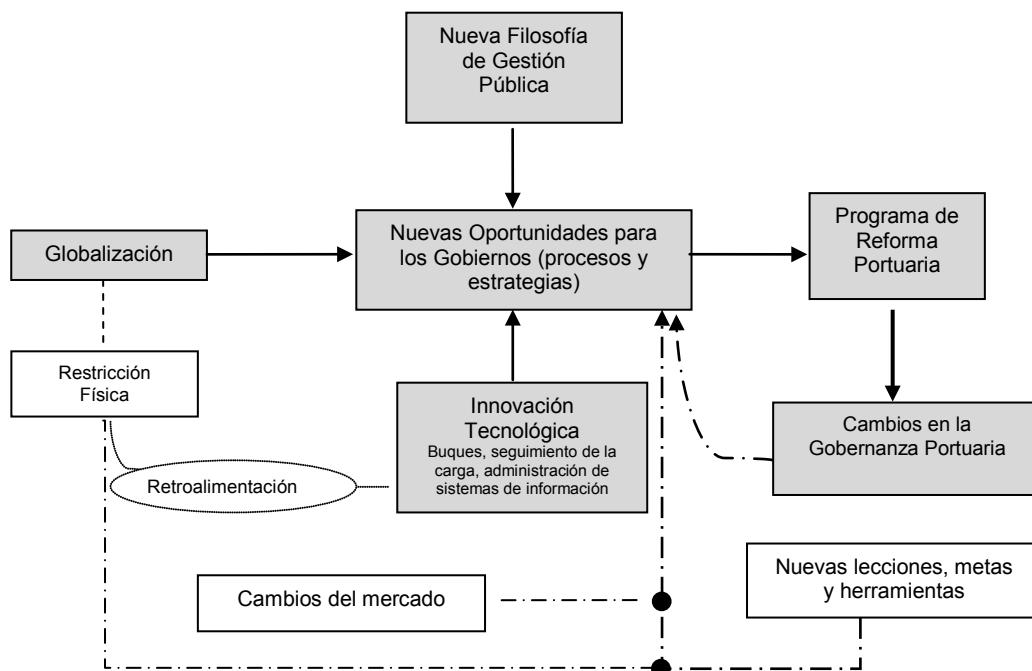 Nueva Filosofía
de Gestión
Pública
Globalización
Nuevas Oportunidades para
los Gobiernos (procesos y
estrategias)
Programa de
Reforma
Portuaria
Restricción
Física
Innovación
Tecnológica
Buques, seguimiento de la
carga, administración de
sistemas de información
Cambios en la
Gobernanza Portuaria
Retroalimentación
Cambios del mercado
Nuevas lecciones, metas
y herramientas